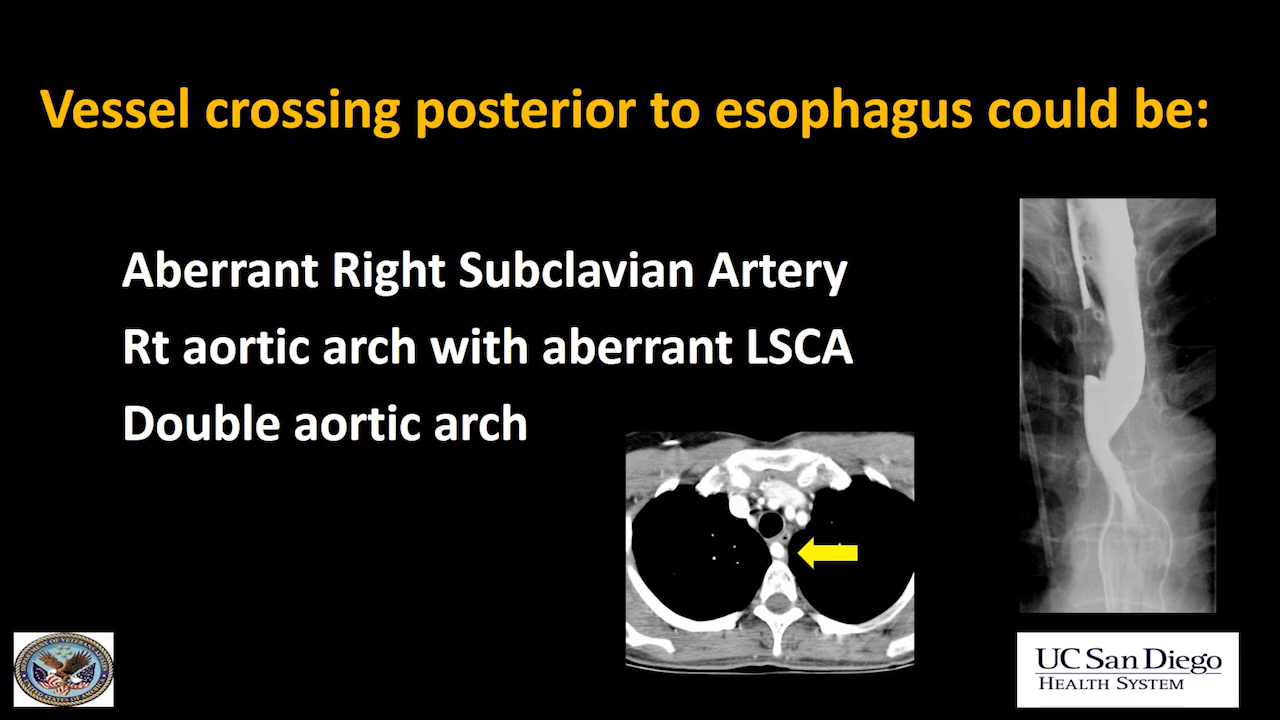 Vessel crossing posterior to esophagus could be:
Aberrant Right Subclavian Artery
Rt aortic arch with aberrant LSCA
Double aortic arch
UC San Diego
HEALTH SYSTEM